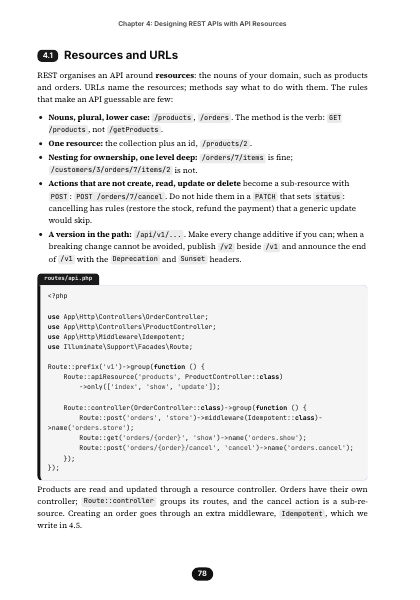 Chapter 4: Designing REST APIs with API Resources
4.1 Resources and URLs
REST organises an API around resources: the nouns of your domain, such as products
and orders. URLs name the resources; methods say what to do with them. The rules
that make an API guessable are few:
• Nouns, plural, lower case: /products, /orders. The method is the verb: GET
/products, not /getProducts.
• One resource: the collection plus an id, /products/2.
• Nesting for ownership, one level deep: /orders/7/items is fine;
/customers/3/orders/7/items/2 is not.
• Actions that are not create, read, update or delete become a sub-resource with
POST: POST /orders/7/cancel. Do not hide them in a PATCH that sets status:
cancelling has rules (restore the stock, refund the payment) that a generic update
would skip.
• A version in the path: /api/v1/.... Make every change additive if you can; when a
breaking change cannot be avoided, publish /v2 beside /v1 and announce the end
of /v1 with the Deprecation and Sunset headers.
routes/api.php
<?php
use App\Http\Controllers\OrderController;
use App\Http\Controllers\ProductController;
use App\Http\Middleware\Idempotent;
use Illuminate\Support\Facades\Route;
Route::prefix('v1')->group(function () {
    Route::apiResource('products', ProductController::class)
        ->only(['index', 'show', 'update']);
    Route::controller(OrderController::class)->group(function () {
        Route::post('orders', 'store')->middleware(Idempotent::class)-
>name('orders.store');
        Route::get('orders/{order}', 'show')->name('orders.show');
        Route::post('orders/{order}/cancel', 'cancel')->name('orders.cancel');
    });
});
Products are read and updated through a resource controller. Orders have their own
controller; Route::controller groups its routes, and the cancel action is a sub-re-
source. Creating an order goes through an extra middleware, Idempotent, which we
write in 4.5.
78